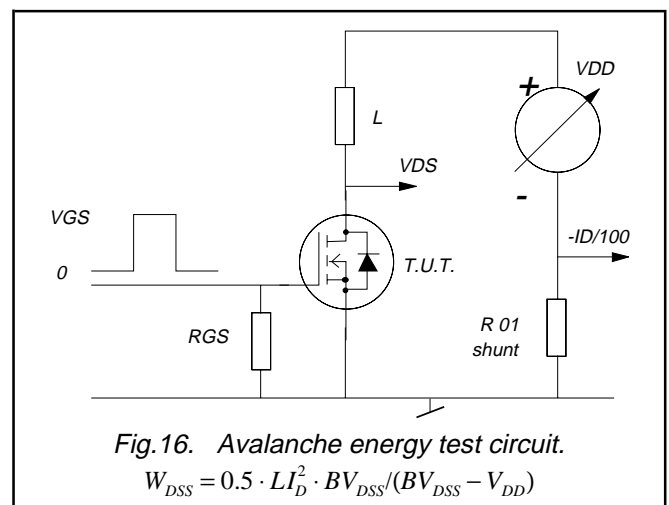 +
VDD
L
VDS
-
VGS
-ID/100
0
T.U.T.
RGS
R 01
shunt
Fig.16. Avalanche energy test circuit.
W_DSS = 0.5 · LI_D^2 · BV_DSS/(BV_DSS − V_DD)